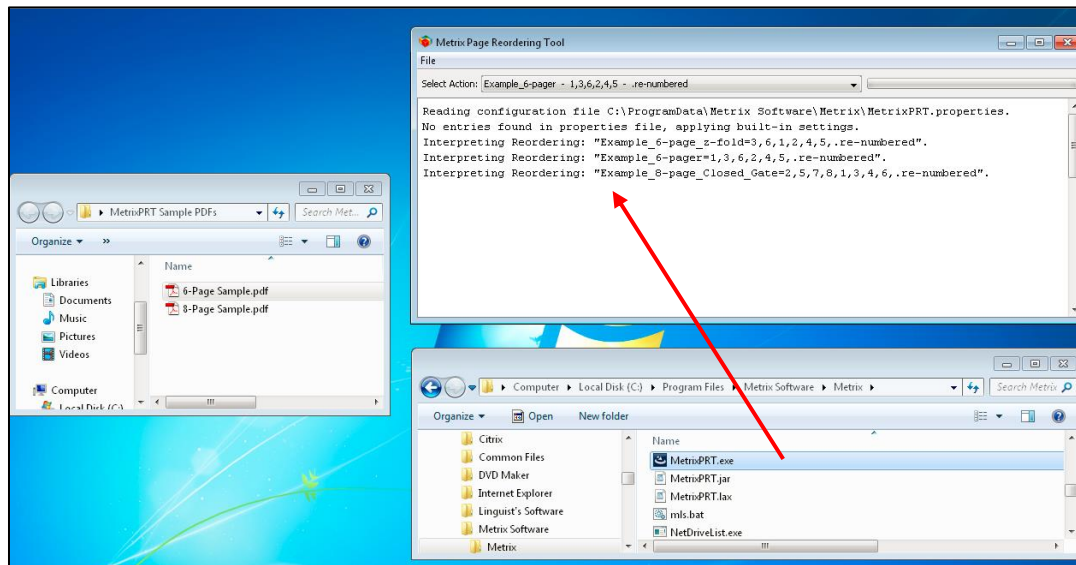 Metrix Page Reordering Tool
File
Select Action: Example_6-pager - 1,3,6,2,4,5 - .re-numbered
Reading configuration file C:\ProgramData\Metrix Software\Metrix\MetrixPRT.properties.
No entries found in properties file, applying built-in settings.
Interpreting Reordering: "Example_6-page_z-fold=3,6,1,2,4,5,.re-numbered".
Interpreting Reordering: "Example_6-pager=1,3,6,2,4,5,.re-numbered".
Interpreting Reordering: "Example_8-page_Closed_Gate=2,5,7,8,1,3,4,6,.re-numbered".
MetrixPRT Sample PDFs
Search Met...
Organize
»
Name
Libraries
Documents
Music
Pictures
Videos
Computer
Local Disk (C:)
6-Page Sample.pdf
8-Page Sample.pdf
Computer Local Disk (C:) Program Files Metrix Software Metrix
Search Metrix
Organize Open New folder
Citrix
Common Files
DVD Maker
Internet Explorer
Linguist's Software
Metrix Software
Metrix
Name
MetrixPRT.exe
MetrixPRT.jar
MetrixPRT.lax
mls.bat
NetDriveList.exe